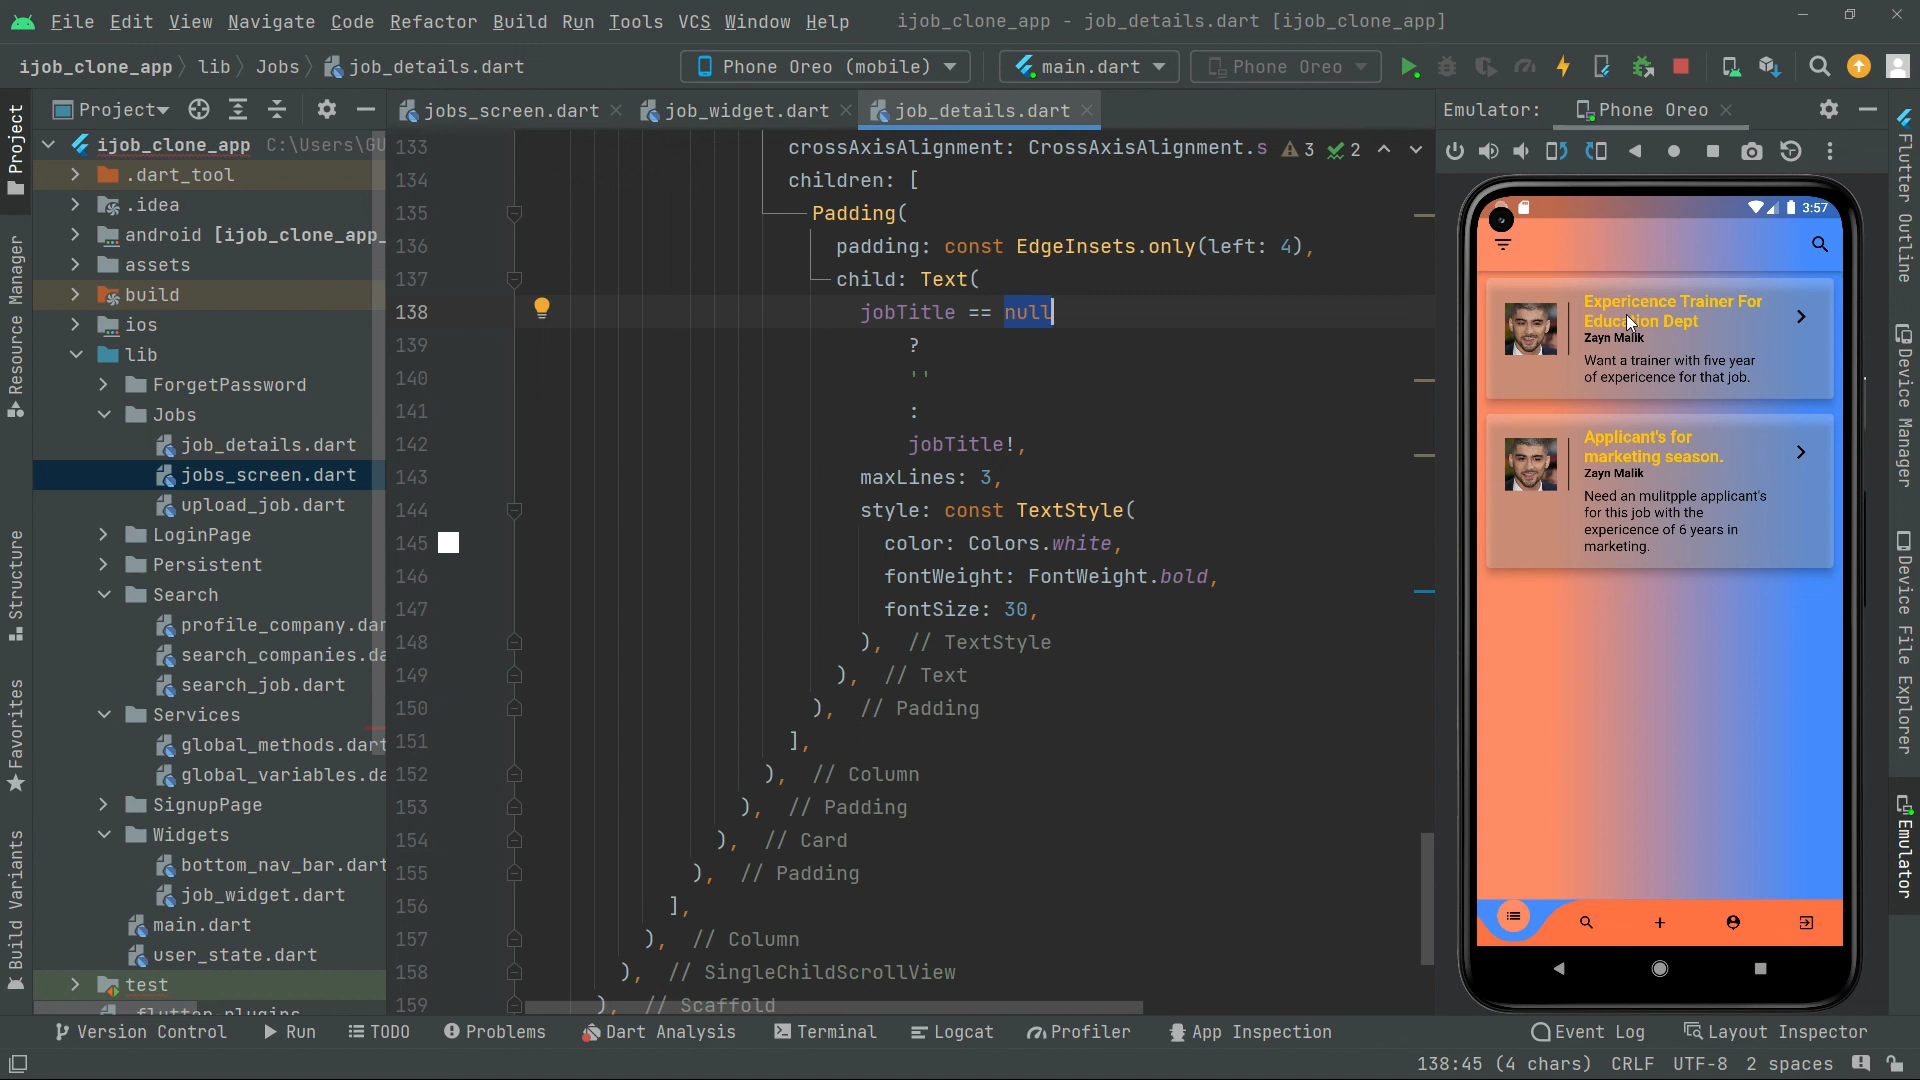 File Edit View Navigate Code Refactor Build Run Tools VCS Window Help ijob_clone_app - job_details.dart [ijob_clone_app]
ijob_clone_app lib Jobs job_details.dart Phone Oreo (mobile) main.dart Phone Oreo
Project jobs_screen.dart job_widget.dart job_details.dart Emulator: Phone Oreo
ijob_clone_app C:\Users\GU
.dart_tool
.idea
android [ijob_clone_app_
assets
build
ios
lib
ForgetPassword
Jobs
job_details.dart
jobs_screen.dart
upload_job.dart
LoginPage
Persistent
Search
profile_company.dar
search_companies.da
search_job.dart
Services
global_methods.dart
global_variables.da
SignupPage
Widgets
bottom_nav_bar.dart
job_widget.dart
main.dart
user_state.dart
test
.flutter-plugins
133 crossAxisAlignment: CrossAxisAlignment.s 3 2
134 children: [
135 Padding(
136 padding: const EdgeInsets.only(left: 4),
137 child: Text(
138 jobTitle == null
139 ?
140 ''
141 :
142 jobTitle!,
143 maxLines: 3,
144 style: const TextStyle(
145 color: Colors.white,
146 fontWeight: FontWeight.bold,
147 fontSize: 30,
148 ), // TextStyle
149 ), // Text
150 ), // Padding
151 ],
152 ), // Column
153 ), // Padding
154 ), // Card
155 ), // Padding
156 ],
157 ), // Column
158 ), // SingleChildScrollView
159 ), // Scaffold
3:57
Expericence Trainer For
Education Dept
Zayn Malik
Want a trainer with five year
of expericence for that job.
Applicant's for
marketing season.
Zayn Malik
Need an mulitpple applicant's
for this job with the
expericence of 6 years in
marketing.
Project
Resource Manager
Structure
Favorites
Build Variants
Flutter Outline
Device Manager
Device File Explorer
Emulator
Version Control Run TODO Problems Dart Analysis Terminal Logcat Profiler App Inspection Event Log Layout Inspector
138:45 (4 chars) CRLF UTF-8 2 spaces